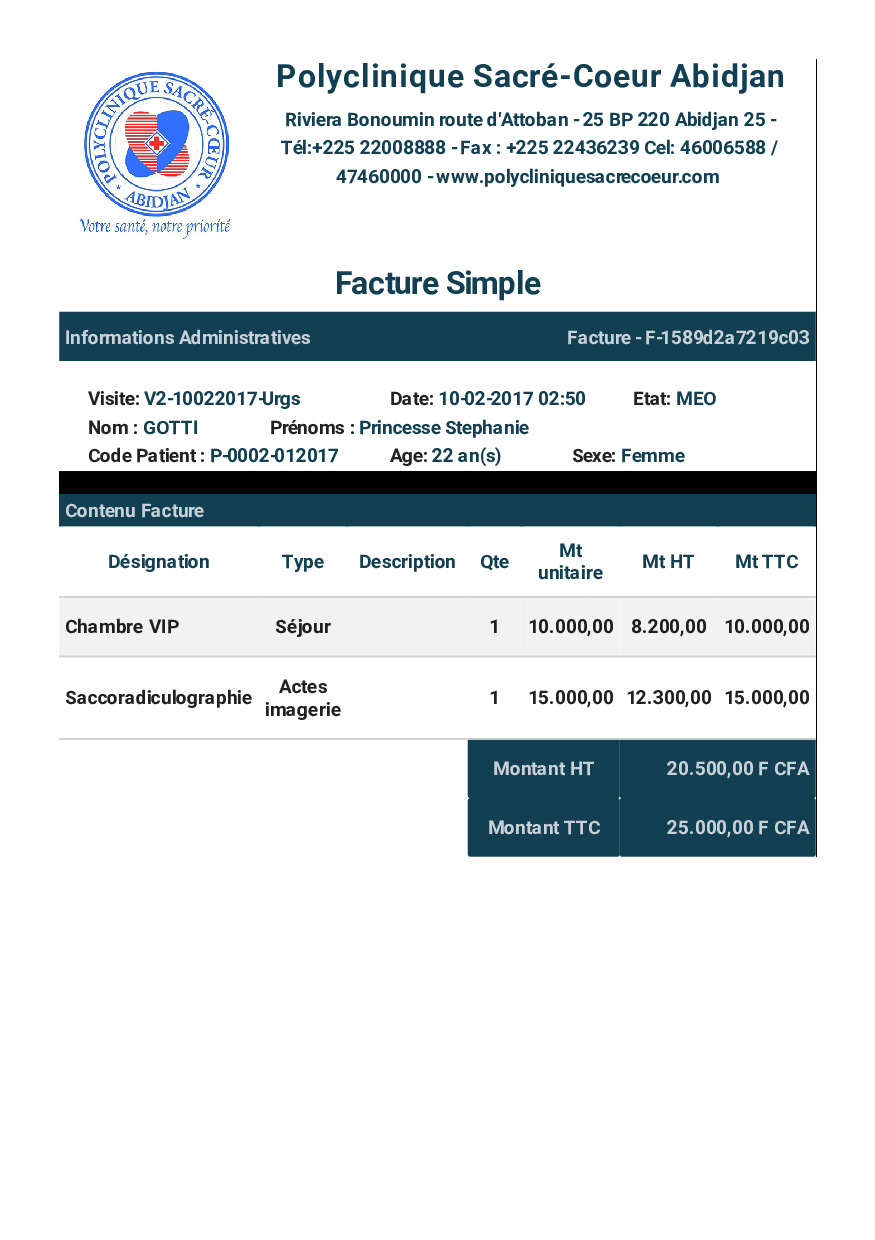 Polyclinique Sacré-Coeur Abidjan
Riviera Bonoumin route d'Attoban - 25 BP 220 Abidjan 25 -
Tél:+225 22008888 - Fax : +225 22436239 Cel: 46006588 /
47460000 - www.polycliniquesacrecoeur.com
POLYCLINIQUE SACRÉ-CŒUR
* ABIDJAN *
Votre santé, notre priorité
Facture Simple
Informations Administratives Facture - F-1589d2a7219c03
Visite: V2-10022017-Urgs Date: 10-02-2017 02:50 Etat: MEO
Nom : GOTTI Prénoms : Princesse Stephanie
Code Patient : P-0002-012017 Age: 22 an(s) Sexe: Femme
Contenu Facture
Désignation Type Description Qte Mt unitaire Mt HT Mt TTC
Chambre VIP Séjour 1 10.000,00 8.200,00 10.000,00
Saccoradiculographie Actes imagerie 1 15.000,00 12.300,00 15.000,00
Montant HT 20.500,00 F CFA
Montant TTC 25.000,00 F CFA